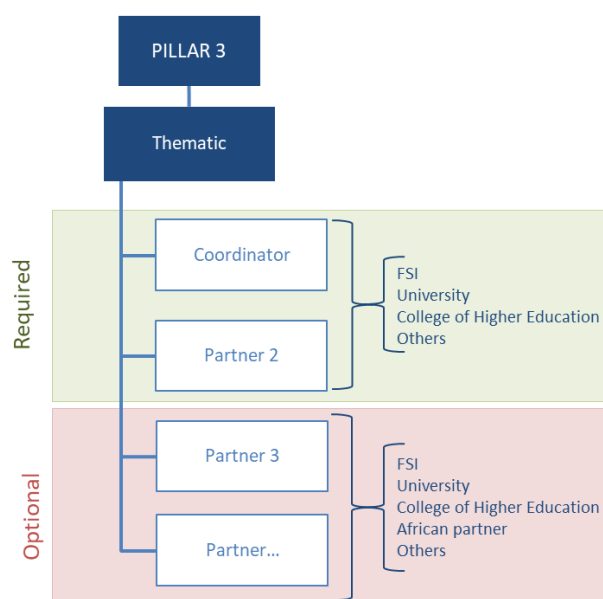 PILLAR 3
Thematic
Required
Coordinator
Partner 2
FSI
University
College of Higher Education
Others
Optional
Partner 3
Partner...
FSI
University
College of Higher Education
African partner
Others